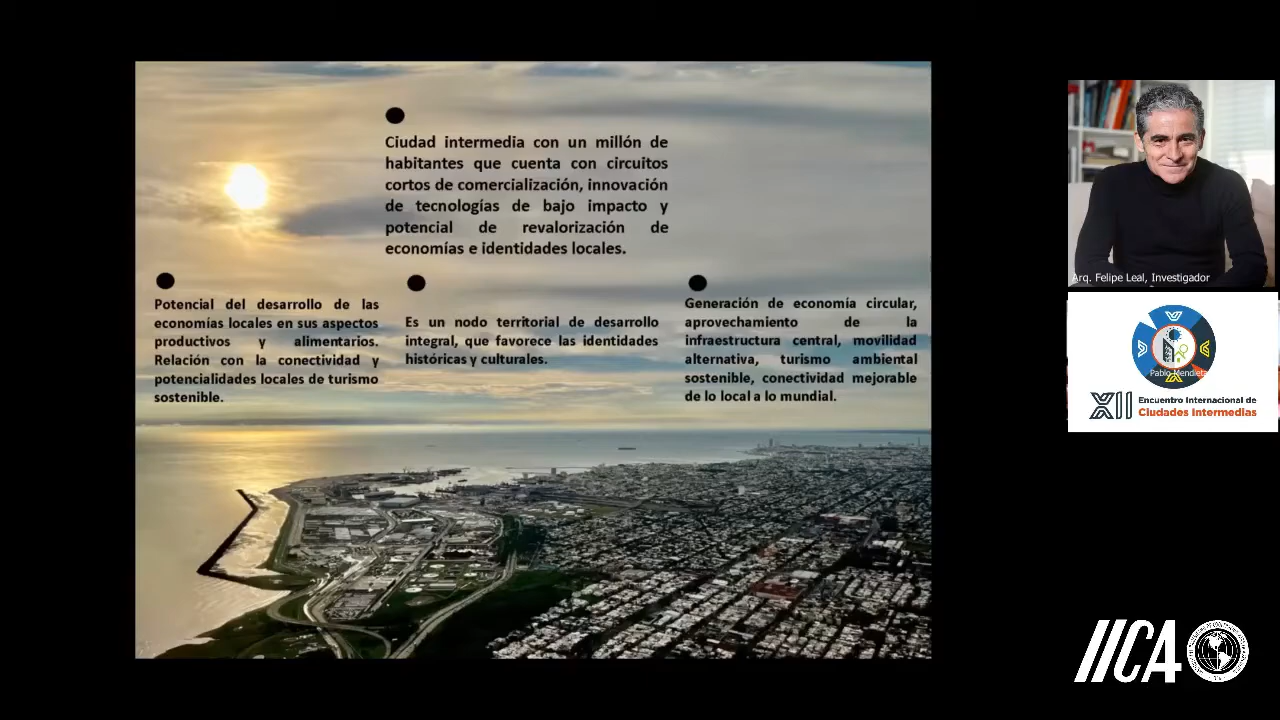 Ciudad intermedia con un millón de
habitantes que cuenta con circuitos
cortos de comercialización, innovación
de tecnologías de bajo impacto y
potencial de revalorización de
economías e identidades locales.
Potencial del desarrollo de las
economías locales en sus aspectos
productivos y alimentarios.
Relación con la conectividad y
potencialidades locales de turismo
sostenible.
Es un nodo territorial de desarrollo
integral, que favorece las identidades
históricas y culturales.
Generación de economía circular,
aprovechamiento de la
infraestructura central, movilidad
alternativa, turismo ambiental
sostenible, conectividad mejorable
de lo local a lo mundial.
Arq. Felipe Leal, Investigador
Pablo Mendieta
XII Encuentro Internacional de
Ciudades Intermedias
IICA